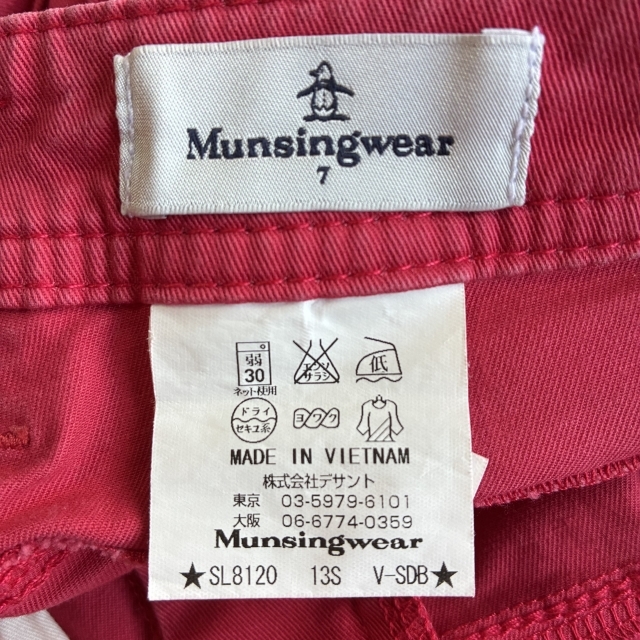 Munsingwear
7
弱
30
エンソ
サラシ
低
ネット使用
ドライ
セキユ系
ヨワク
MADE IN VIETNAM
株式会社デサント
東京 03-5979-6101
大阪 06-6774-0359
Munsingwear
★SL8120 13S V-SDB★